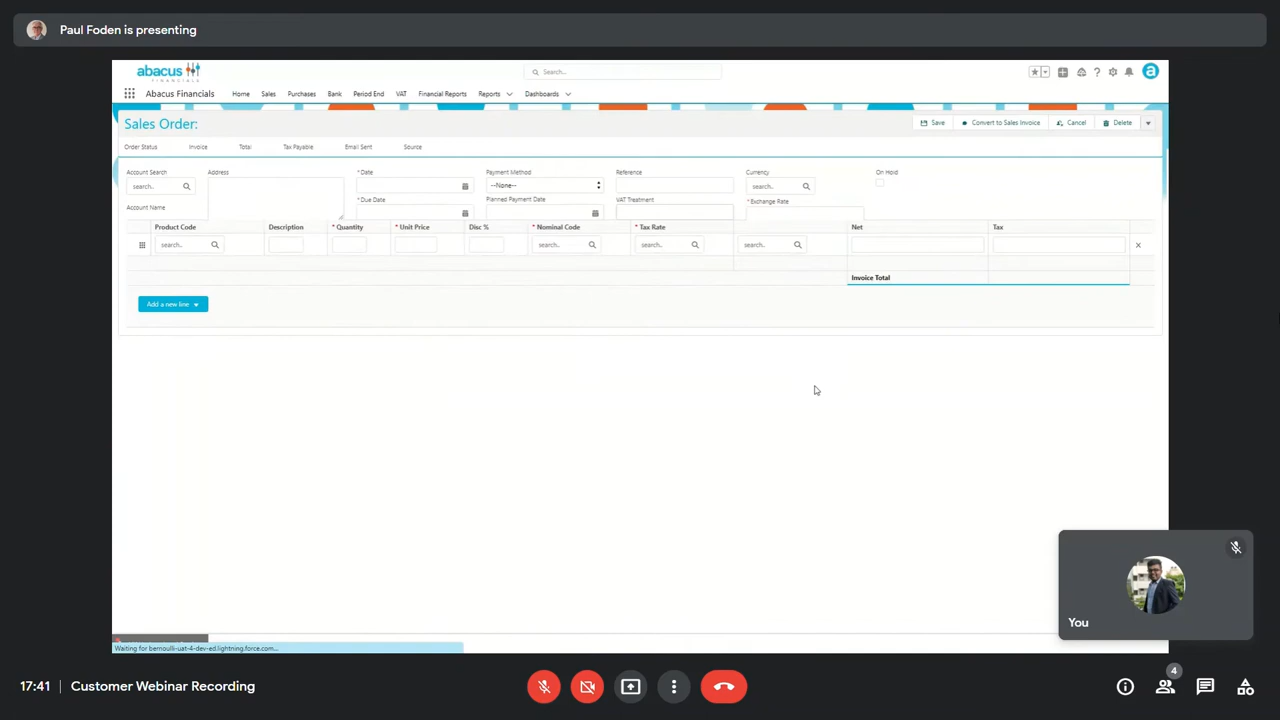 Paul Foden is presenting
abacus
FINANCIALS
Search...
Abacus Financials Home Sales Purchases Bank Period End VAT Financial Reports Reports Dashboards
Sales Order:
Save Convert to Sales Invoice Cancel Delete
Order Status Invoice Total Tax Payable Email Sent Source
Account Search Address * Date Payment Method Reference Currency On Hold
search.. --None-- search..
Account Name * Due Date Planned Payment Date VAT Treatment * Exchange Rate
Product Code Description * Quantity * Unit Price Disc % * Nominal Code * Tax Rate Net Tax
search.. search.. search.. search..
Invoice Total
Add a new line
You
Waiting for bernoulli-uat-4-dev-ed.lightning.force.com...
17:41 | Customer Webinar Recording
4